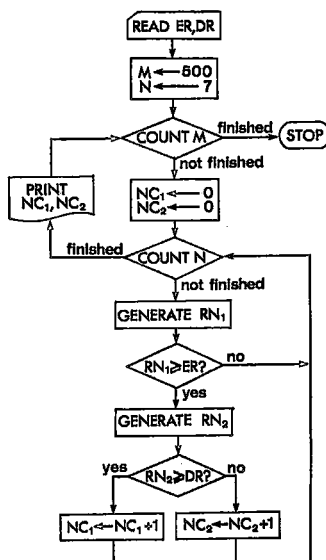 READ ER,DR
M←500
N← 7
COUNT M
finished
STOP
not finished
PRINT
NC₁,NC₂
NC₁←0
NC₂←0
finished
COUNT N
not finished
GENERATE RN₁
RN₁⩾ER?
no
yes
GENERATE RN₂
yes
RN₂⩾DR?
no
NC₁←NC₁+1
NC₂←NC₂+1